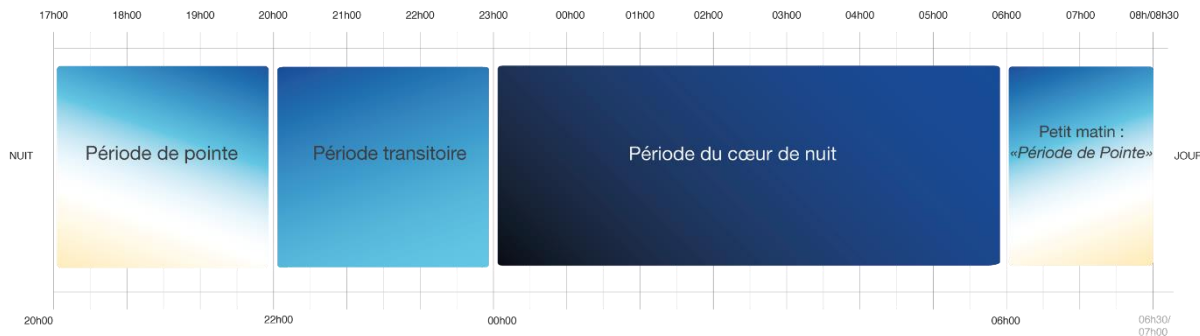 17h00 18h00 19h00 20h00 21h00 22h00 23h00 00h00 01h00 02h00 03h00 04h00 05h00 06h00 07h00 08h/08h30
NUIT
Période de pointe
Période transitoire
Période du cœur de nuit
Petit matin :
«Période de Pointe»
JOUR
20h00 22h00 00h00 06h00 06h30/
07h00